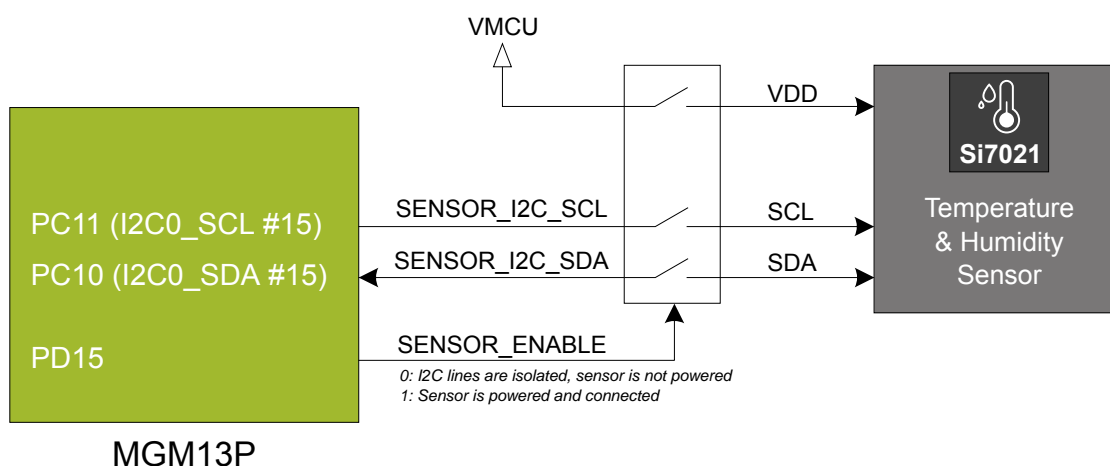 VMCU
VDD
Si7021
PC11 (I2C0_SCL #15)
SENSOR_I2C_SCL
SCL
Temperature
& Humidity
Sensor
PC10 (I2C0_SDA #15)
SENSOR_I2C_SDA
SDA
PD15
SENSOR_ENABLE
0: I2C lines are isolated, sensor is not powered
1: Sensor is powered and connected
MGM13P